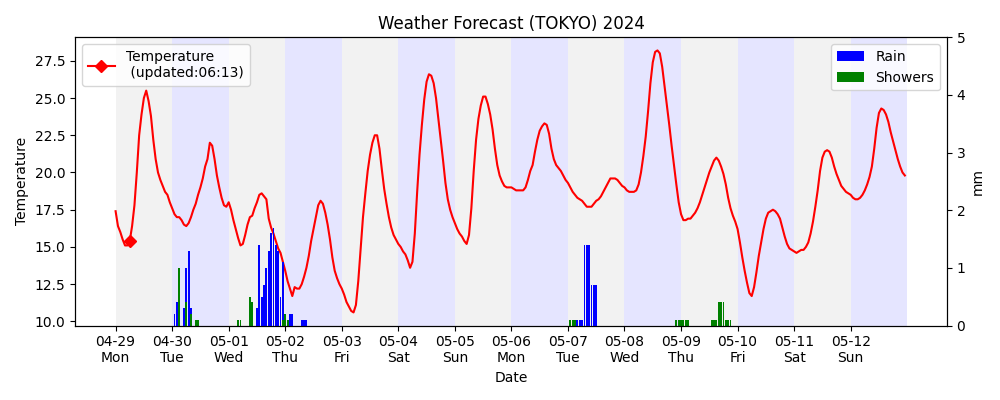 Weather Forecast (TOKYO) 2024
Temperature
(updated:06:13)
Rain
Showers
27.5
25.0
22.5
20.0
17.5
15.0
12.5
10.0
Temperature
5
4
3
2
1
0
mm
04-29 04-30 05-01 05-02 05-03 05-04 05-05 05-06 05-07 05-08 05-09 05-10 05-11 05-12
Mon Tue Wed Thu Fri Sat Sun Mon Tue Wed Thu Fri Sat Sun
Date